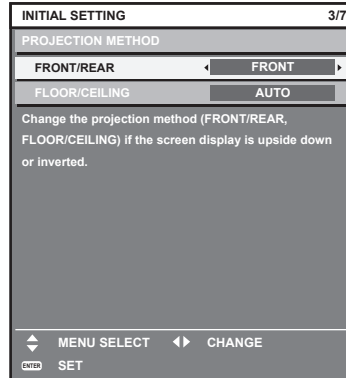 INITIAL SETTING 3/7
PROJECTION METHOD
FRONT/REAR FRONT
FLOOR/CEILING AUTO
Change the projection method (FRONT/REAR,
FLOOR/CEILING) if the screen display is upside down
or inverted.
MENU SELECT CHANGE
ENTER SET